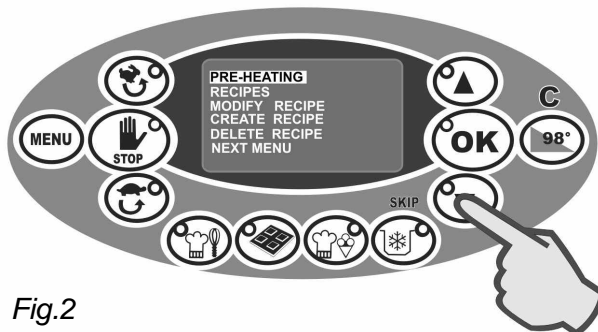 PRE-HEATING
RECIPES
MODIFY RECIPE
CREATE RECIPE
DELETE RECIPE
NEXT MENU
MENU
STOP
OK
C
98°
SKIP
Fig.2